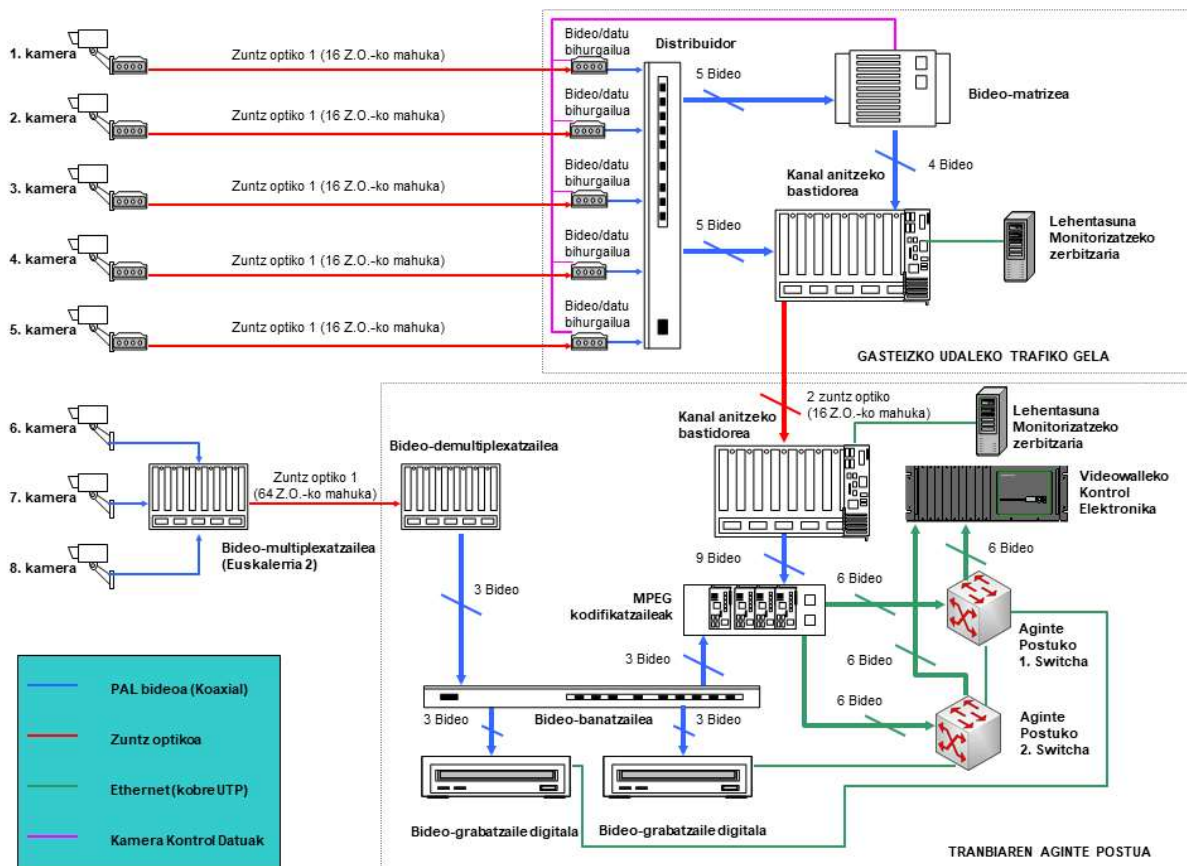 1. kamera
Zuntz optiko 1 (16 Z.O.-ko mahuka)
Bideo/datu
bihurgailua
Distribuidor
5 Bideo
Bideo-matrizea
2. kamera
Zuntz optiko 1 (16 Z.O.-ko mahuka)
Bideo/datu
bihurgailua
4 Bideo
3. kamera
Zuntz optiko 1 (16 Z.O.-ko mahuka)
Bideo/datu
bihurgailua
Kanal anitzeko
bastidorea
5 Bideo
Lehentasuna
Monitorizatzeko
zerbitzaria
4. kamera
Zuntz optiko 1 (16 Z.O.-ko mahuka)
Bideo/datu
bihurgailua
5. kamera
Zuntz optiko 1 (16 Z.O.-ko mahuka)
Bideo/datu
bihurgailua
GASTEIZKO UDALEKO TRAFIKO GELA
2 zuntz optiko
(16 Z.O.-ko mahuka)
Kanal anitzeko
bastidorea
Lehentasuna
Monitorizatzeko
zerbitzaria
6. kamera
7. kamera
8. kamera
Bideo-multiplexatzailea
(Euskalerria 2)
Zuntz optiko 1
(64 Z.O.-ko mahuka)
Bideo-demultiplexatzailea
Videowalleko
Kontrol
Elektronika
9 Bideo
6 Bideo
6 Bideo
3 Bideo
MPEG
kodifikatzaileak
Aginte
Postuko
1. Switcha
3 Bideo
6 Bideo
6 Bideo
Aginte
Postuko
2. Switcha
3 Bideo
Bideo-banatzailea
3 Bideo
Bideo-grabatzaile digitala
Bideo-grabatzaile digitala
TRANBIAREN AGINTE POSTUA
PAL bideoa (Koaxial)
Zuntz optikoa
Ethernet (kobre UTP)
Kamera Kontrol Datuak